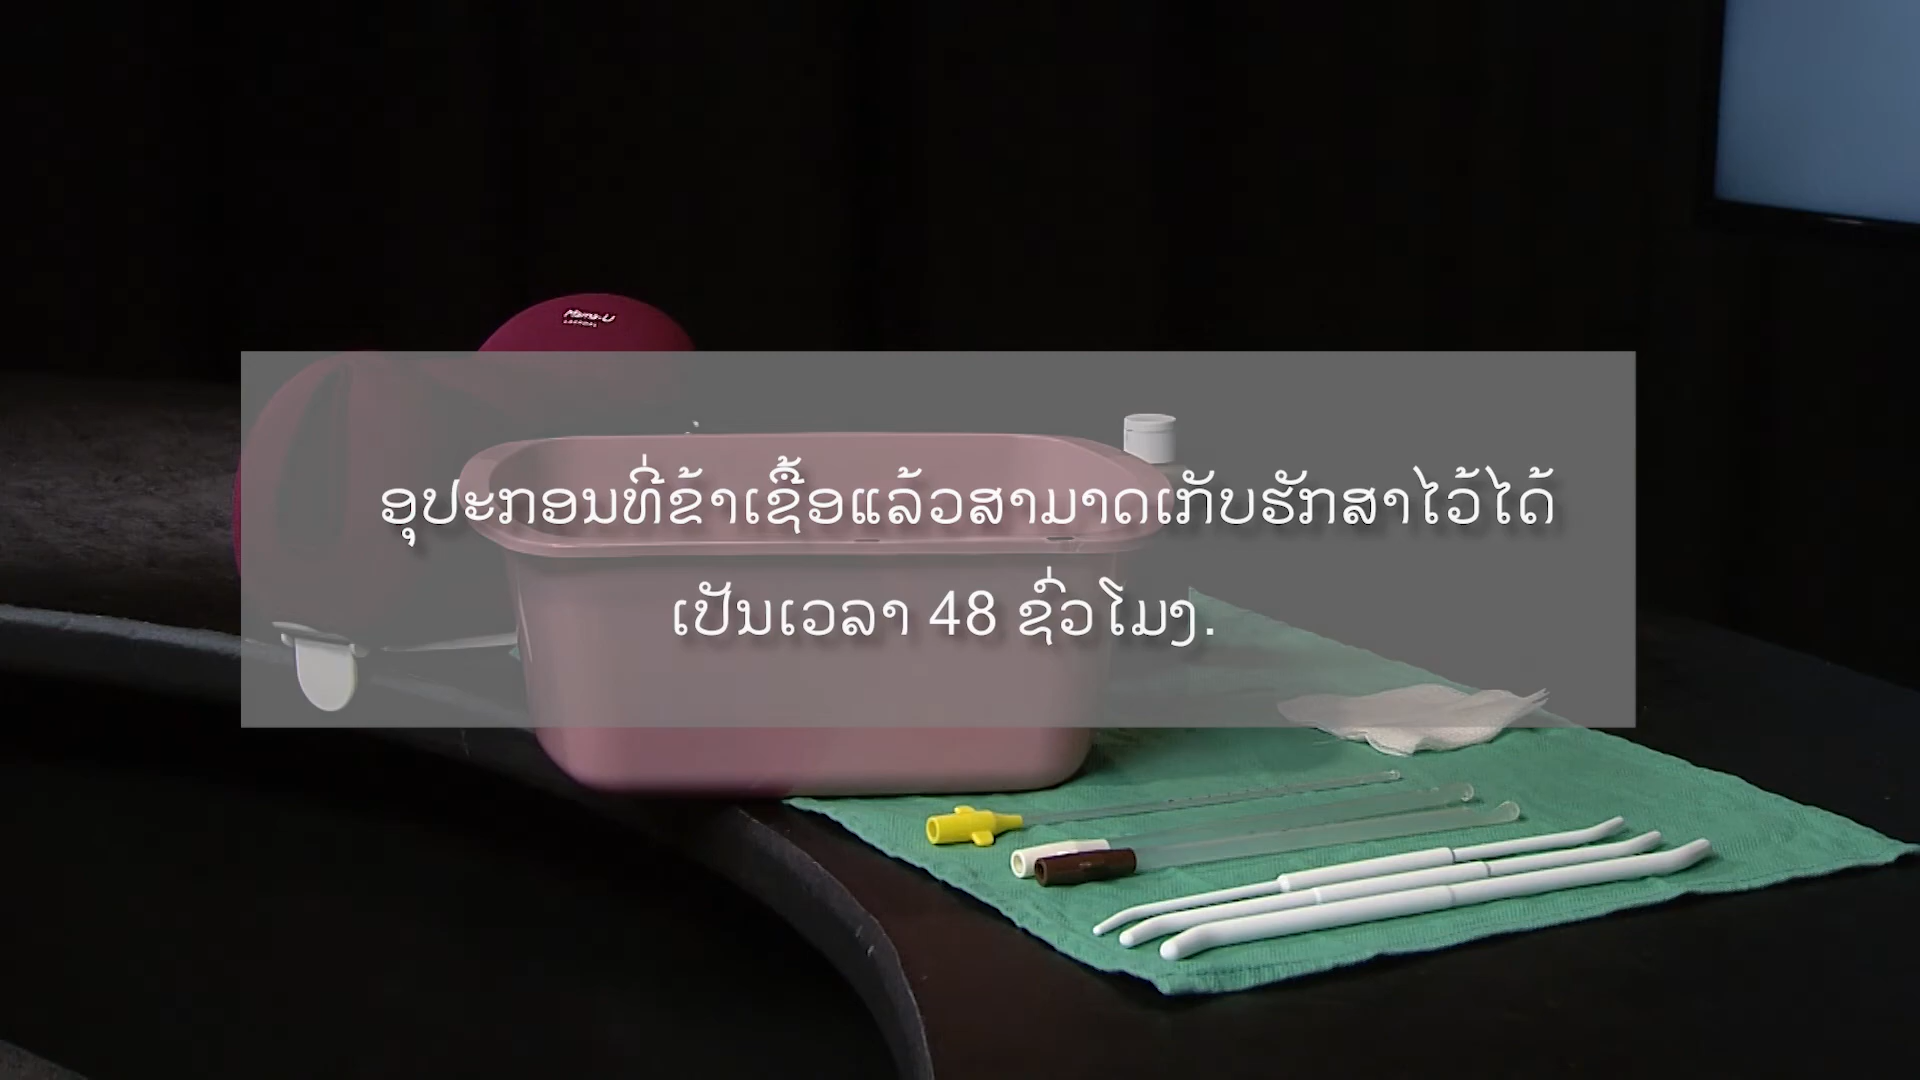 Mama-U
ອຸປະກອນທີ່ຂ້າເຊື້ອແລ້ວສາມາດເກັບຮັກສາໄວ້ໄດ້
ເປັນເວລາ 48 ຊົ່ວໂມງ.